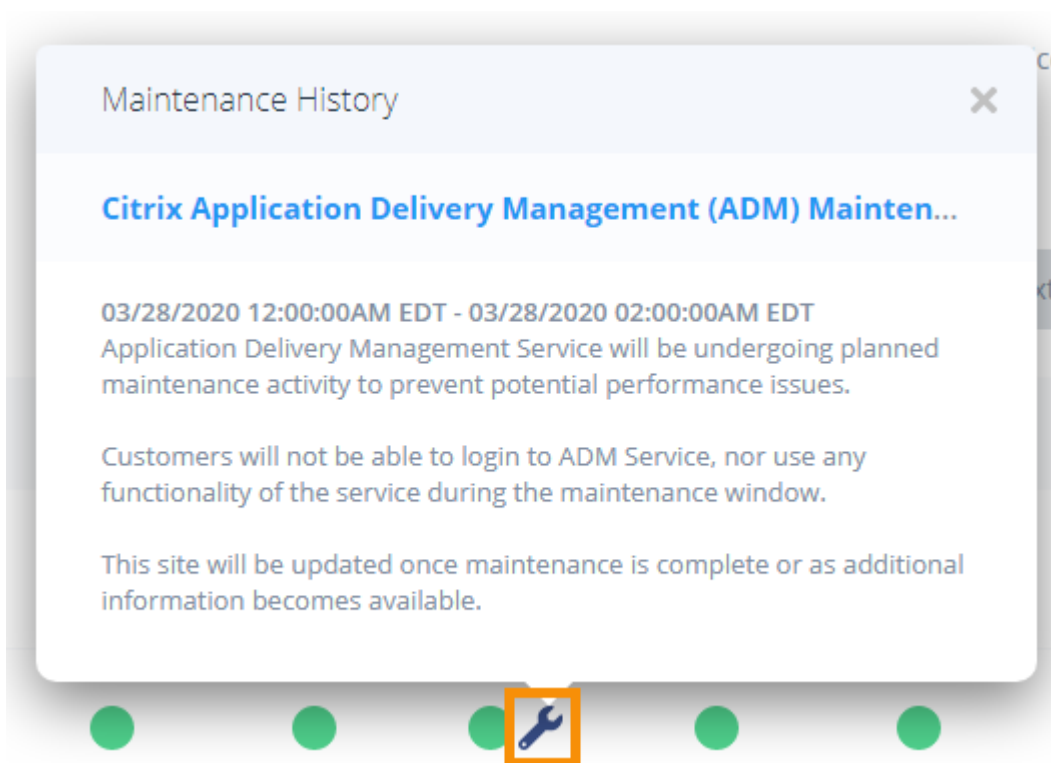 Maintenance History
Citrix Application Delivery Management (ADM) Mainten...
03/28/2020 12:00:00AM EDT - 03/28/2020 02:00:00AM EDT
Application Delivery Management Service will be undergoing planned
maintenance activity to prevent potential performance issues.
Customers will not be able to login to ADM Service, nor use any
functionality of the service during the maintenance window.
This site will be updated once maintenance is complete or as additional
information becomes available.